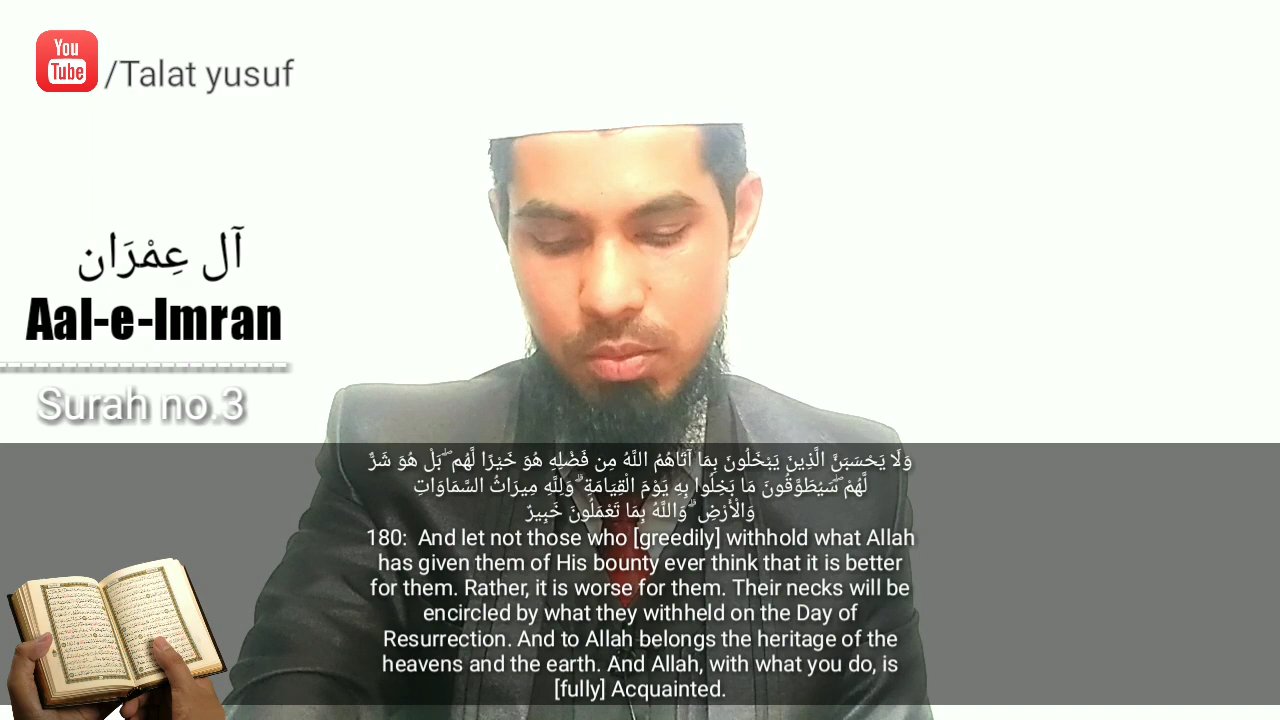 You
Tube
/Talat yusuf
آل عِمْرَان
Aal-e-Imran
Surah no.3
وَلَا يَحْسَبَنَّ الَّذِينَ يَبْخَلُونَ بِمَا آتَاهُمُ اللَّهُ مِن فَضْلِهِ هُوَ خَيْرًا لَّهُم ۖ بَلْ هُوَ شَرٌّ
لَّهُمْ ۖ سَيُطَوَّقُونَ مَا بَخِلُوا بِهِ يَوْمَ الْقِيَامَةِ ۗ وَلِلَّهِ مِيرَاثُ السَّمَاوَاتِ
وَالْأَرْضِ ۗ وَاللَّهُ بِمَا تَعْمَلُونَ خَبِيرٌ
180:  And let not those who [greedily] withhold what Allah
has given them of His bounty ever think that it is better
for them. Rather, it is worse for them. Their necks will be
encircled by what they withheld on the Day of
Resurrection. And to Allah belongs the heritage of the
heavens and the earth. And Allah, with what you do, is
[fully] Acquainted.